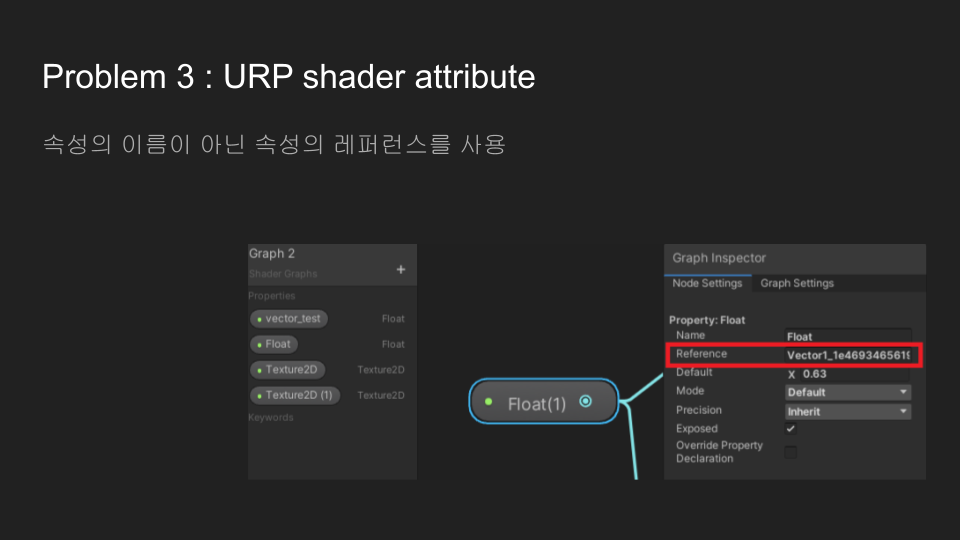 Problem 3 : URP shader attribute
속성의 이름이 아닌 속성의 레퍼런스를 사용
Graph 2
Shader Graphs
+
Properties
vector_test Float
Float Float
Texture2D Texture2D
Texture2D (1) Texture2D
Keywords
Float(1)
Graph Inspector
Node Settings Graph Settings
Property: Float
Name Float
Reference Vector1_1e4693465619
Default X 0.63
Mode Default
Precision Inherit
Exposed
Override Property
Declaration